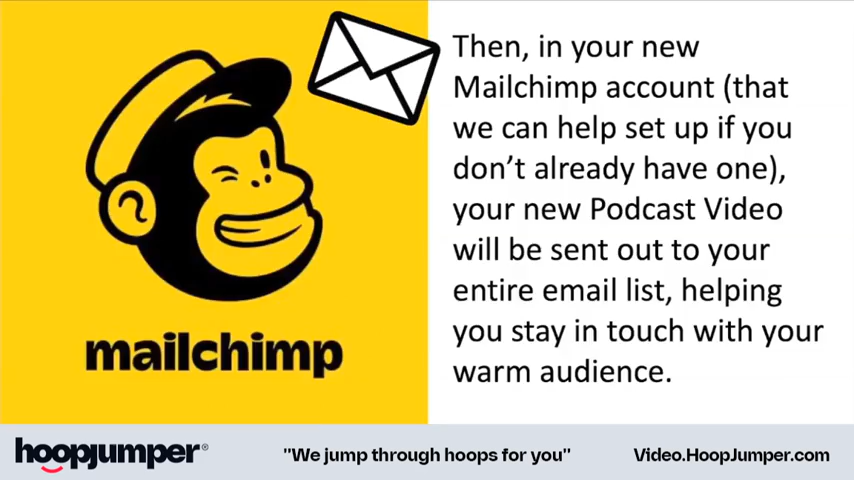 Then, in your new
Mailchimp account (that
we can help set up if you
don’t already have one),
your new Podcast Video
will be sent out to your
entire email list, helping
you stay in touch with your
warm audience.
mailchimp
hoopjumper®
"We jump through hoops for you"
Video.HoopJumper.com